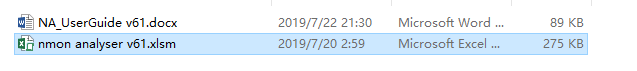 NA_UserGuide v61.docx 2019/7/22 21:30 Microsoft Word ... 89 KB
nmon analyser v61.xlsm 2019/7/20 2:59 Microsoft Excel ... 275 KB